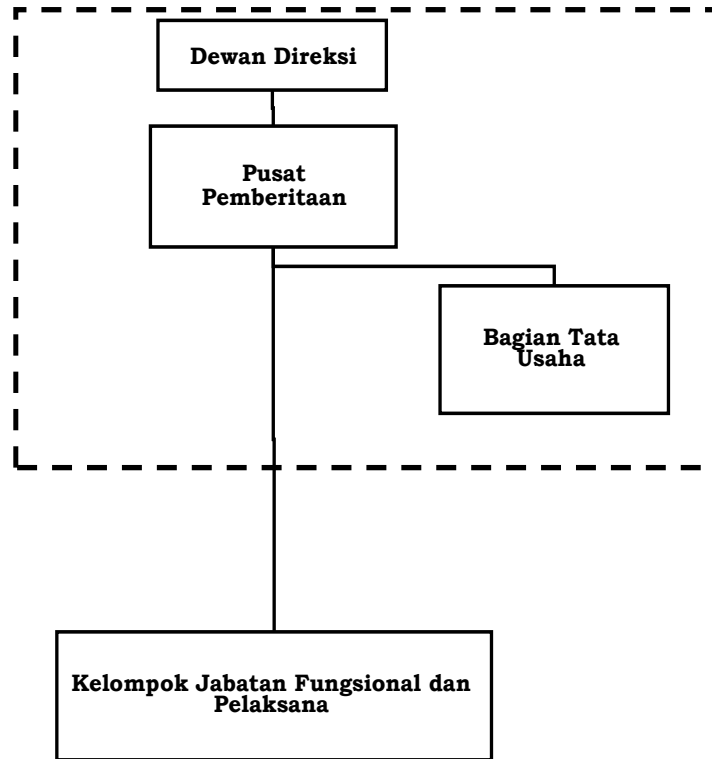 Dewan Direksi
Pusat
Pemberitaan
Bagian Tata
Usaha
Kelompok Jabatan Fungsional dan
Pelaksana